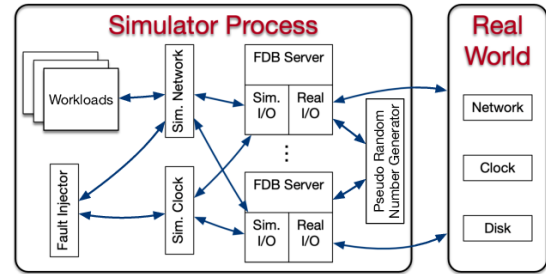 Simulator Process
Workloads
Fault Injector
Sim. Network
Sim. Clock
FDB Server
Sim.
I/O
Real
I/O
...
FDB Server
Sim.
I/O
Real
I/O
Pseudo Random
Number Generator
Real
World
Network
Clock
Disk